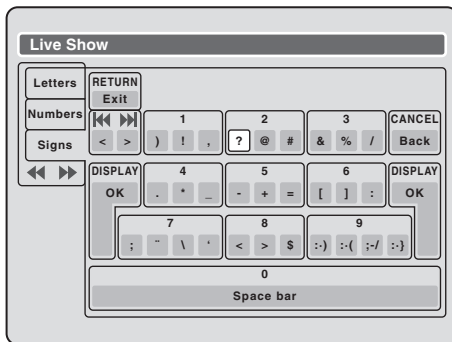 Live Show
Letters
Numbers
Signs
RETURN
Exit
< >
1
) ! ,
2
? @ #
3
& % /
CANCEL
Back
DISPLAY
OK
4
. * _
5
- + =
6
[ ] :
DISPLAY
OK
7
; ¨ \ ‘
8
< > $
9
:-) :-( ;-/ :-}
0
Space bar